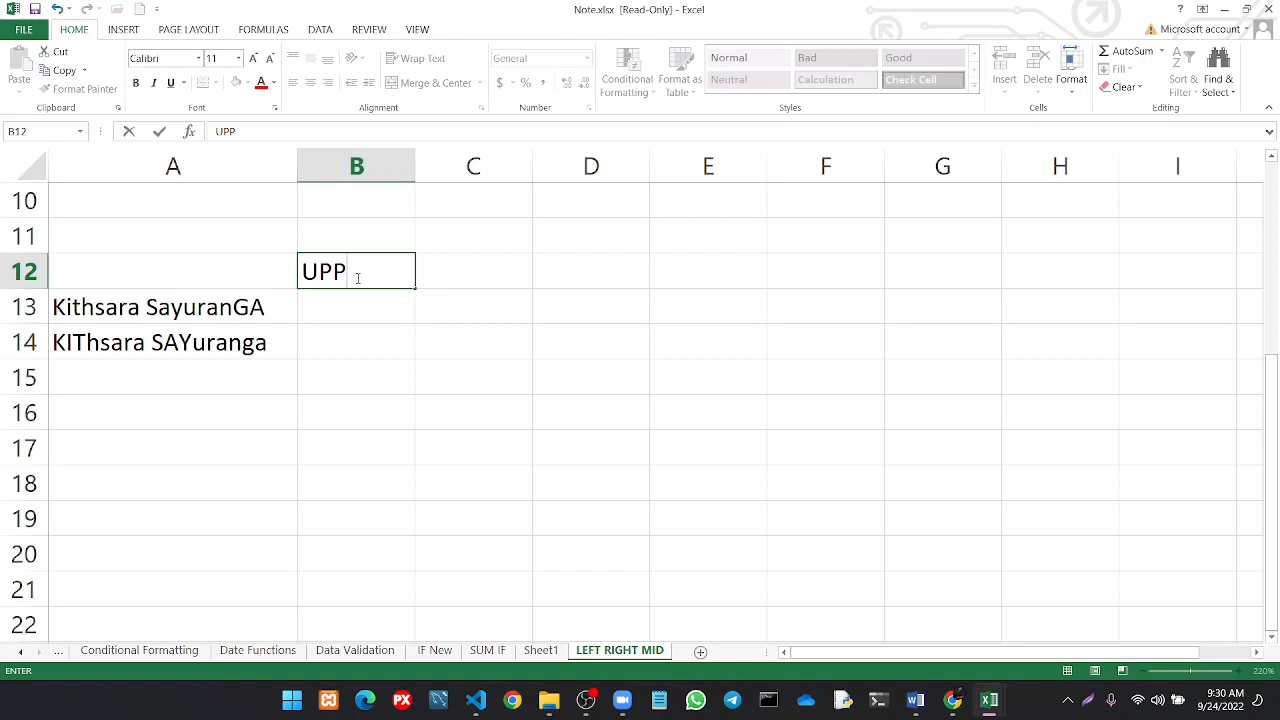 Note.xlsx [Read-Only] - Excel
FILE HOME INSERT PAGE LAYOUT FORMULAS DATA REVIEW VIEW Microsoft account
Paste Cut Copy Format Painter Clipboard
Calibri 11 B I U A Font
Wrap Text Merge & Center Alignment
General $ % , Number
Conditional Formatting Format as Table
Normal Bad Good
Neutral Calculation Check Cell
Styles
Insert Delete Format Cells
AutoSum Fill Clear Sort & Filter Find & Select Editing
B12 fx UPP
A B C D E F G H I
10
11
12 UPP
13 Kithsara SayuranGA
14 KIThsara SAYuranga
15
16
17
18
19
20
21
22
... Conditional Formatting Date Functions Data Validation IF New SUM IF Sheet1 LEFT RIGHT MID
ENTER 220%
9:30 AM
9/24/2022